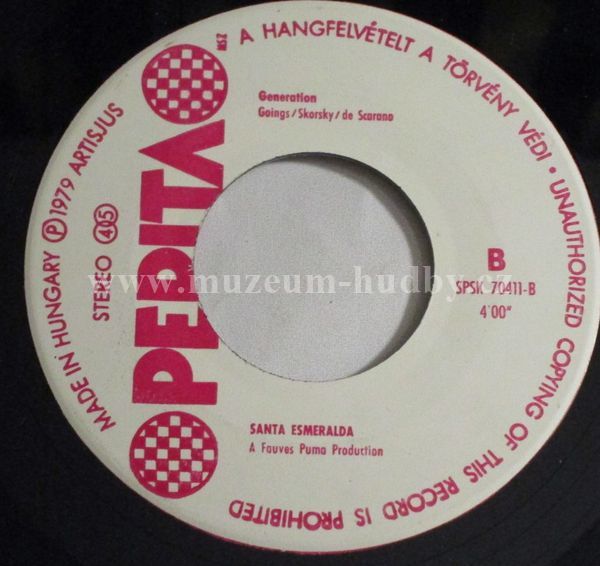 MADE IN HUNGARY Ⓟ 1979 ARTISJUS
MSZ A HANGFELVÉTELT A TÖRVÉNY VÉDI • UNAUTHORIZED COPYING OF THIS RECORD IS PROHIBITED
STEREO 45
PEPITA
Generation
Goings/Skorsky/de Scarano
B
SPSK 70411-B
4'00"
SANTA ESMERALDA
A Fauves Puma Production
www.muzeum-hudby.cz